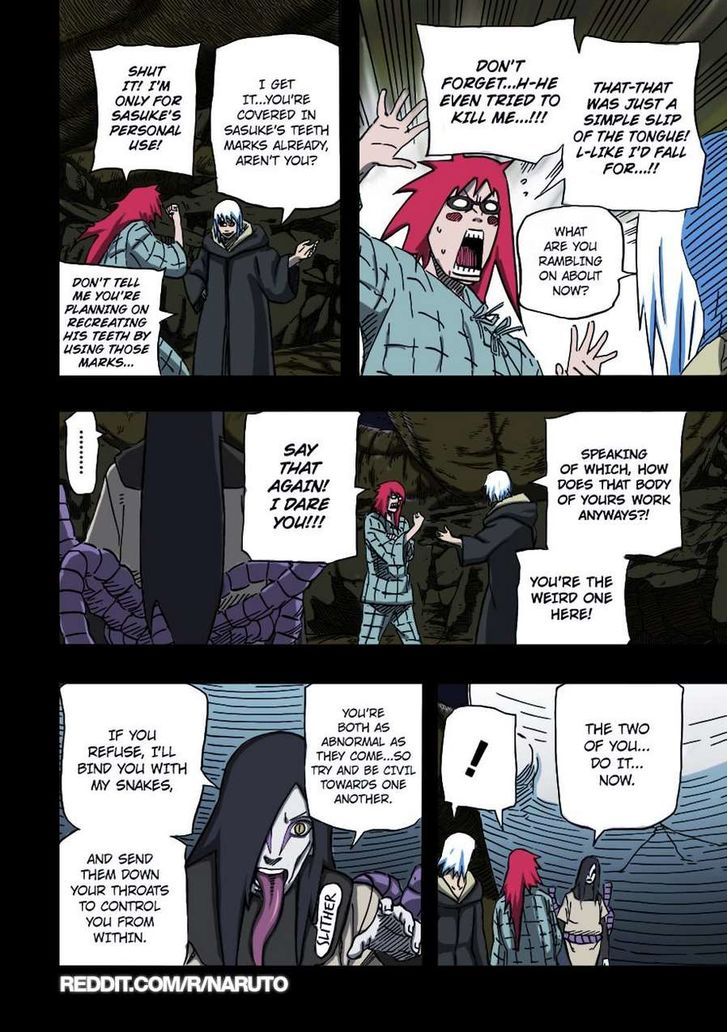 DON'T
FORGET...H-HE
EVEN TRIED TO
KILL ME...!!!
THAT-THAT
WAS JUST A
SIMPLE SLIP
OF THE TONGUE!
L-LIKE I'D FALL
FOR...!!
WHAT
ARE YOU
RAMBLING
ON ABOUT
NOW?
SHUT
IT! I'M
ONLY FOR
SASUKE'S
PERSONAL
USE!
I GET
IT...YOU'RE
COVERED IN
SASUKE'S TEETH
MARKS ALREADY,
AREN'T YOU?
DON'T TELL
ME YOU'RE
PLANNING ON
RECREATING
HIS TEETH BY
USING THOSE
MARKS...
SPEAKING
OF WHICH, HOW
DOES THAT BODY
OF YOURS WORK
ANYWAYS?!
YOU'RE THE
WEIRD ONE
HERE!
SAY
THAT
AGAIN!
I DARE
YOU!!!
.........
THE TWO
OF YOU...
DO IT...
NOW.
!
YOU'RE
BOTH AS
ABNORMAL AS
THEY COME...SO
TRY AND BE CIVIL
TOWARDS ONE
ANOTHER.
IF YOU
REFUSE, I'LL
BIND YOU WITH
MY SNAKES,
AND SEND
THEM DOWN
YOUR THROATS
TO CONTROL
YOU FROM
WITHIN.
SLITHER
REDDIT.COM/R/NARUTO